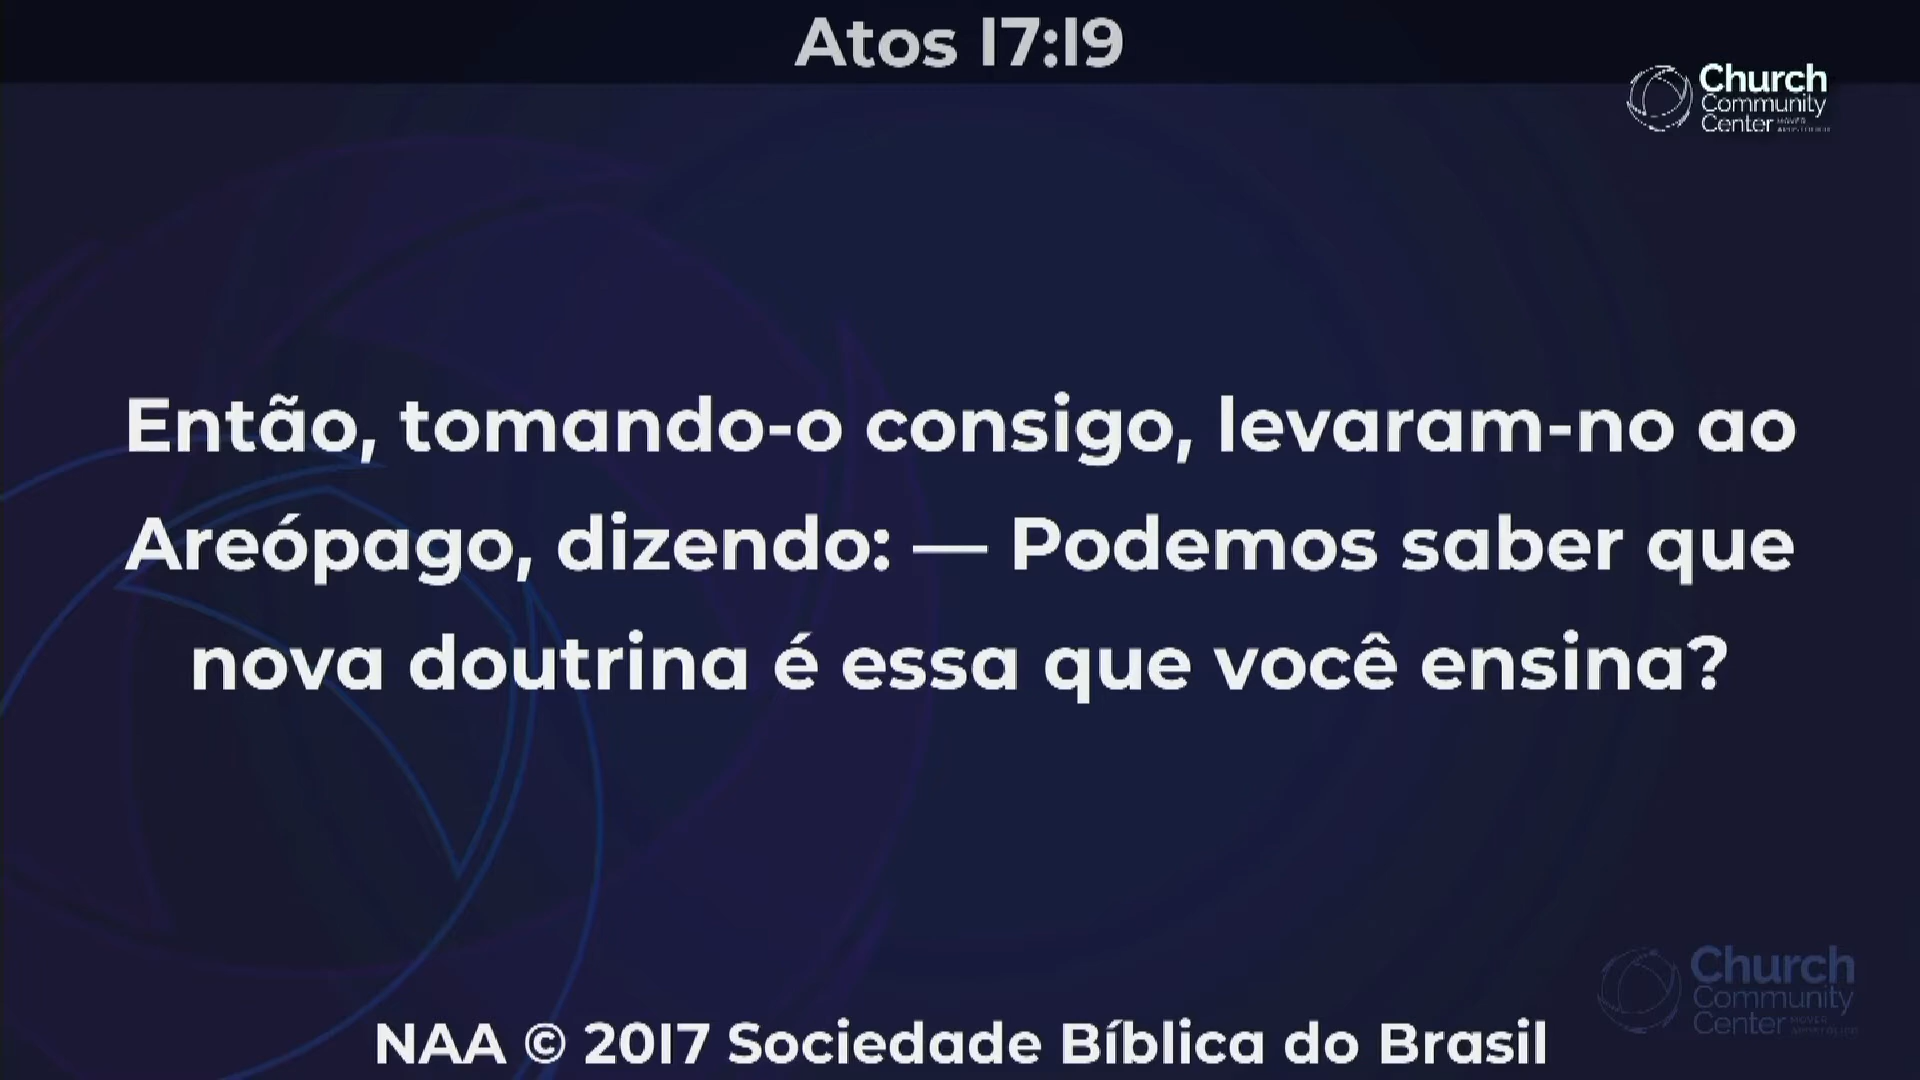 Atos 17:19
Church
Community
Center
Então, tomando-o consigo, levaram-no ao
Areópago, dizendo: — Podemos saber que
nova doutrina é essa que você ensina?
Church
Community
Center
NAA © 2017 Sociedade Bíblica do Brasil